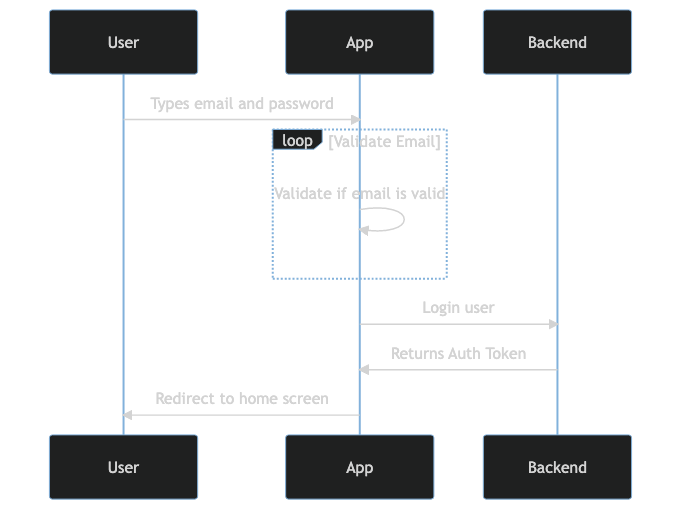 User
App
Backend
Types email and password
loop
[Validate Email]
Validate if email is valid
Login user
Returns Auth Token
Redirect to home screen
User
App
Backend